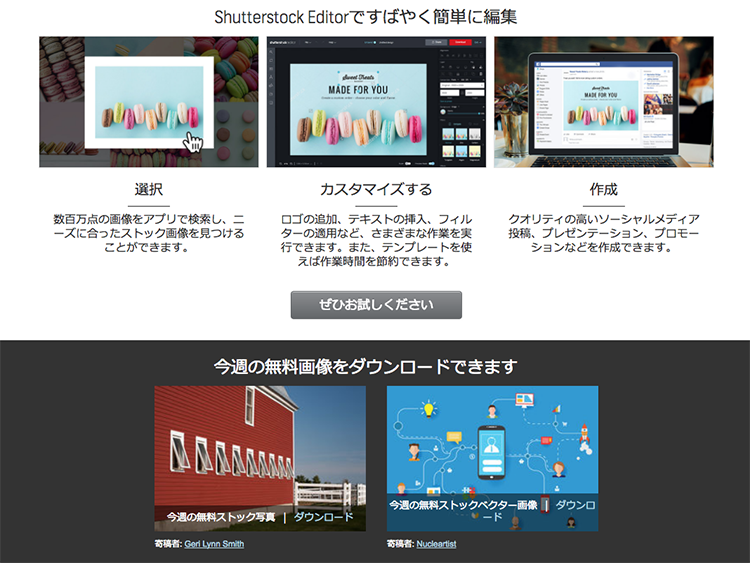 Shutterstock Editorですばやく簡単に編集
Sweet Treats
MADE FOR YOU
Sweet Treats
MADE FOR YOU
選択
カスタマイズする
作成
数百万点の画像をアプリで検索し、ニ
ーズに合ったストック画像を見つける
ことができます。
ロゴの追加、テキストの挿入、フィル
ターの適用など、さまざまな作業を実
行できます。また、テンプレートを使
えば作業時間を節約できます。
クオリティの高いソーシャルメディア
投稿、プレゼンテーション、プロモー
ションなどを作成できます。
ぜひお試しください
今週の無料画像をダウンロードできます
今週の無料ストック写真 | ダウンロード
今週の無料ストックベクター画像 | ダウンロ
ード
寄稿者: Geri Lynn Smith
寄稿者: Nucleartist